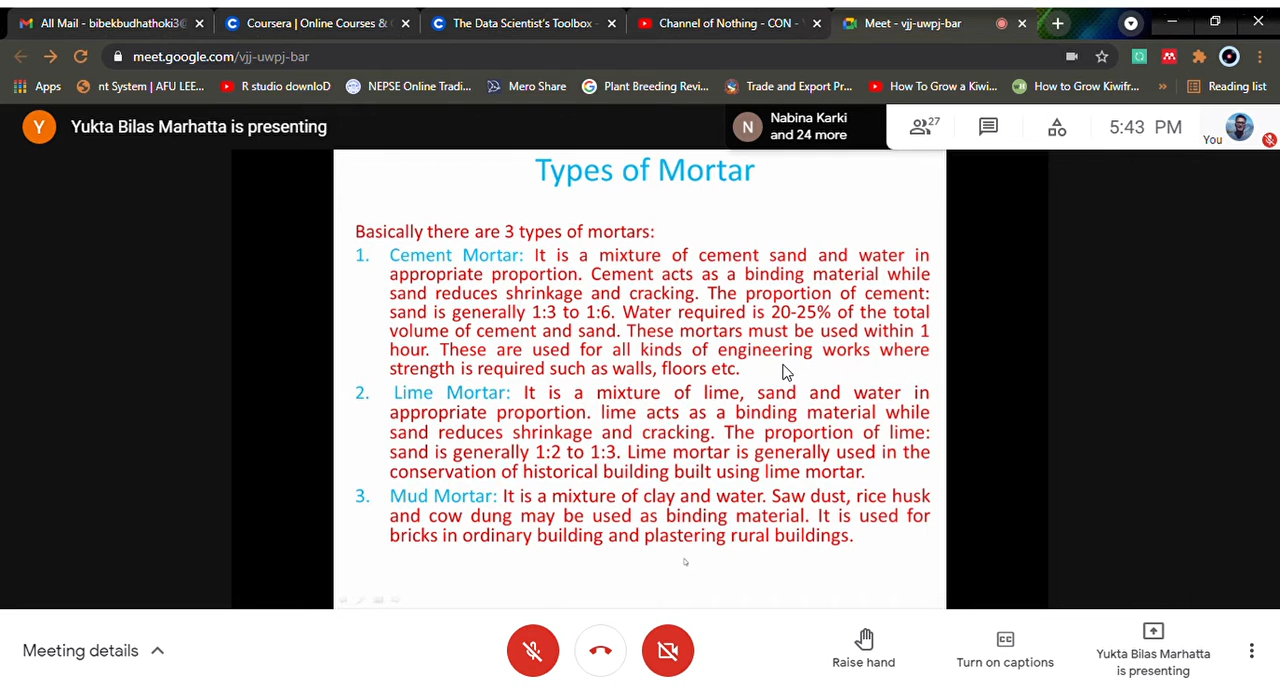 All Mail - bibekbudhathoki3@
Coursera | Online Courses &
The Data Scientist's Toolbox -
Channel of Nothing - CON -
Meet - vjj-uwpj-bar
meet.google.com/vjj-uwpj-bar
Apps
nt System | AFU LEE...
R studio downloD
NEPSE Online Tradi...
Mero Share
Plant Breeding Revi...
Trade and Export Pr...
How To Grow a Kiwi...
How to Grow Kiwifr...
»
Reading list
Y
Yukta Bilas Marhatta is presenting
N
Nabina Karki
and 24 more
27
5:43 PM
You
Types of Mortar
Basically there are 3 types of mortars:
1. Cement Mortar: It is a mixture of cement sand and water in
appropriate proportion. Cement acts as a binding material while
sand reduces shrinkage and cracking. The proportion of cement:
sand is generally 1:3 to 1:6. Water required is 20-25% of the total
volume of cement and sand. These mortars must be used within 1
hour. These are used for all kinds of engineering works where
strength is required such as walls, floors etc.
2. Lime Mortar: It is a mixture of lime, sand and water in
appropriate proportion. lime acts as a binding material while
sand reduces shrinkage and cracking. The proportion of lime:
sand is generally 1:2 to 1:3. Lime mortar is generally used in the
conservation of historical building built using lime mortar.
3. Mud Mortar: It is a mixture of clay and water. Saw dust, rice husk
and cow dung may be used as binding material. It is used for
bricks in ordinary building and plastering rural buildings.
Meeting details
Raise hand
CC
Turn on captions
Yukta Bilas Marhatta
is presenting